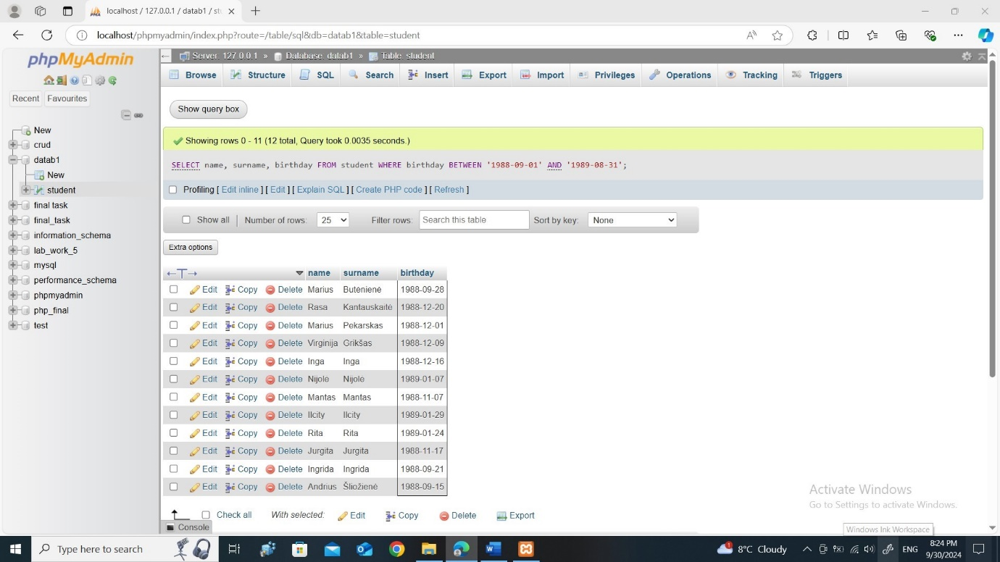 localhost / 127.0.0.1 / datab1 / stu
localhost/phpmyadmin/index.php?route=/table/sql&db=datab1&table=student
phpMyAdmin
Recent Favourites
New
crud
datab1
New
student
final task
final_task
information_schema
lab_work_5
mysql
performance_schema
phpmyadmin
php_final
test
Server: 127.0.0.1 » Database: datab1 » Table: student
Browse Structure SQL Search Insert Export Import Privileges Operations Tracking Triggers
Show query box
Showing rows 0 - 11 (12 total, Query took 0.0035 seconds.)
SELECT name, surname, birthday FROM student WHERE birthday BETWEEN '1988-09-01' AND '1989-08-31';
Profiling [ Edit inline ] [ Edit ] [ Explain SQL ] [ Create PHP code ] [ Refresh ]
Show all Number of rows: 25 Filter rows: Search this table Sort by key: None
Extra options
name surname birthday
Edit Copy Delete Marius Butėnienė 1988-09-28
Edit Copy Delete Rasa Kantauskaitė 1988-12-20
Edit Copy Delete Marius Pekarskas 1988-12-01
Edit Copy Delete Virginija Grikšas 1988-12-09
Edit Copy Delete Inga Inga 1988-12-16
Edit Copy Delete Nijolė Nijolė 1989-01-07
Edit Copy Delete Mantas Mantas 1988-11-07
Edit Copy Delete Ilcity Ilcity 1989-01-29
Edit Copy Delete Rita Rita 1989-01-24
Edit Copy Delete Jurgita Jurgita 1988-11-17
Edit Copy Delete Ingrida Ingrida 1988-09-21
Edit Copy Delete Andrius Šliožienė 1988-09-15
Check all With selected: Edit Copy Delete Export
Console
Activate Windows
Go to Settings to activate Windows.
Windows Ink Workspace
Type here to search
8°C Cloudy
ENG
8:24 PM
9/30/2024